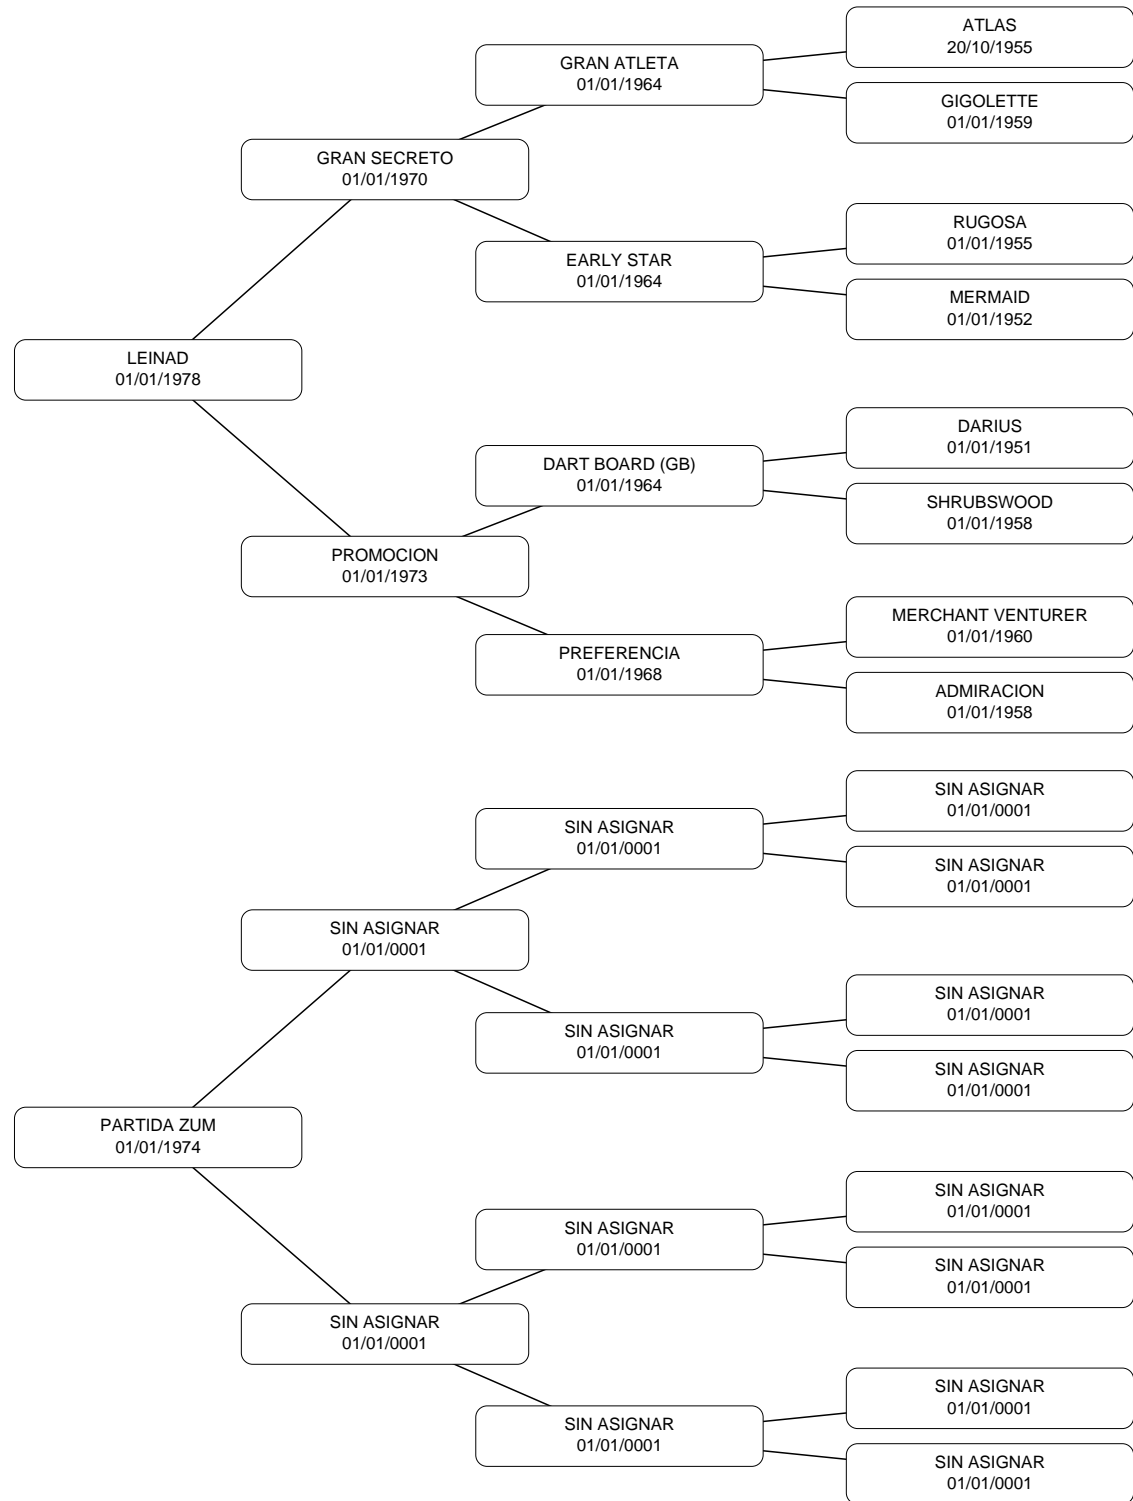 ATLAS
20/10/1955
GRAN ATLETA
01/01/1964
GIGOLETTE
01/01/1959
GRAN SECRETO
01/01/1970
RUGOSA
01/01/1955
EARLY STAR
01/01/1964
MERMAID
01/01/1952
LEINAD
01/01/1978
DARIUS
01/01/1951
DART BOARD (GB)
01/01/1964
SHRUBSWOOD
01/01/1958
PROMOCION
01/01/1973
MERCHANT VENTURER
01/01/1960
PREFERENCIA
01/01/1968
ADMIRACION
01/01/1958
SIN ASIGNAR
01/01/0001
SIN ASIGNAR
01/01/0001
SIN ASIGNAR
01/01/0001
SIN ASIGNAR
01/01/0001
SIN ASIGNAR
01/01/0001
SIN ASIGNAR
01/01/0001
SIN ASIGNAR
01/01/0001
PARTIDA ZUM
01/01/1974
SIN ASIGNAR
01/01/0001
SIN ASIGNAR
01/01/0001
SIN ASIGNAR
01/01/0001
SIN ASIGNAR
01/01/0001
SIN ASIGNAR
01/01/0001
SIN ASIGNAR
01/01/0001
SIN ASIGNAR
01/01/0001